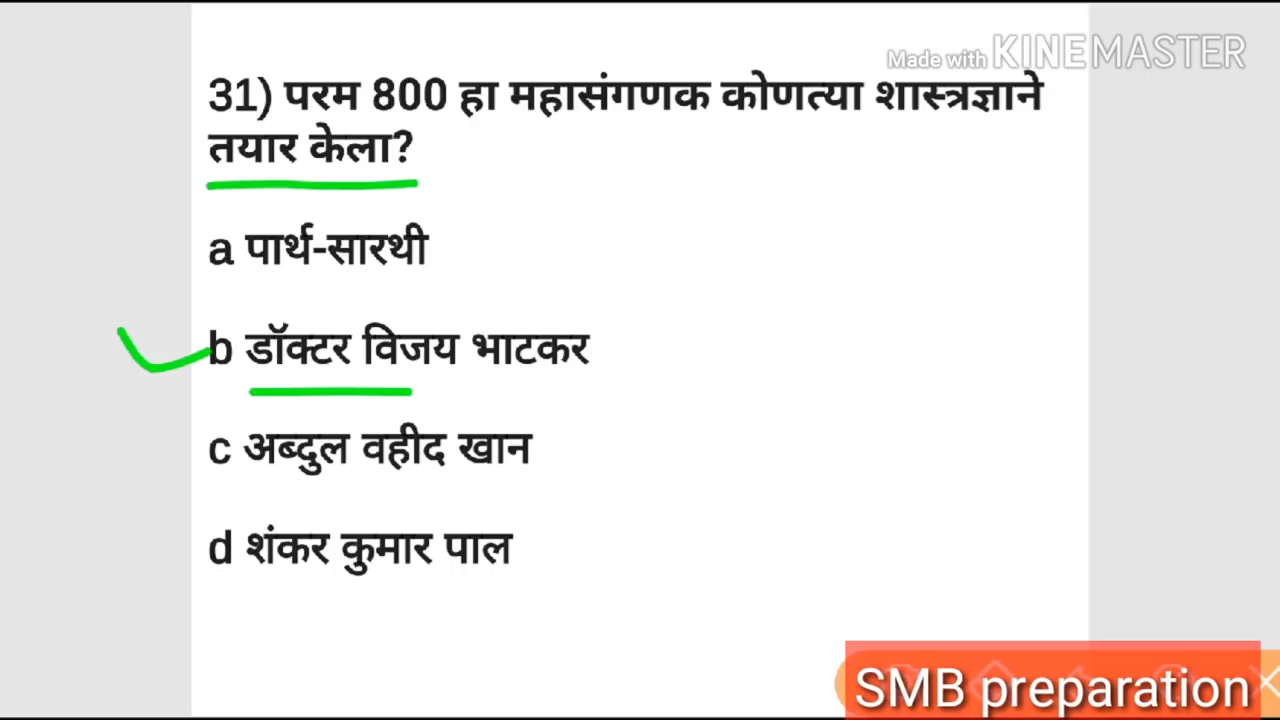 Made with KINEMASTER
31) परम 800 हा महासंगणक कोणत्या शास्त्रज्ञाने
तयार केला?
a पार्थ-सारथी
b डॉक्टर विजय भाटकर
c अब्दुल वहीद खान
d शंकर कुमार पाल
SMB preparation